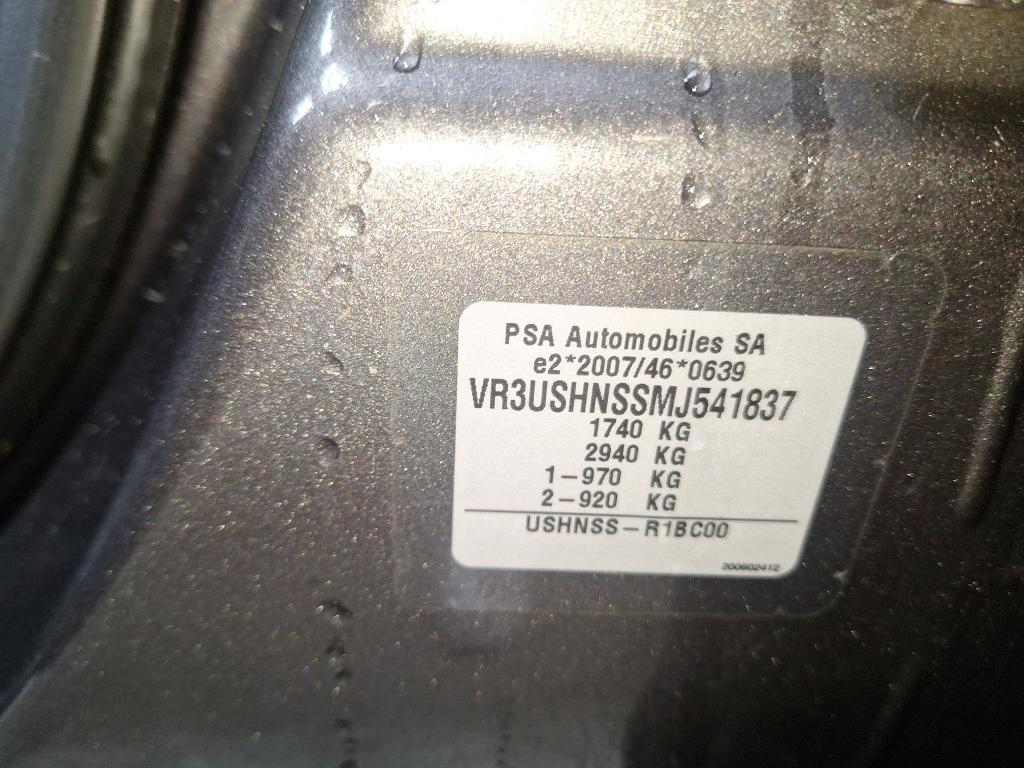 PSA Automobiles SA
e2*2007/46*0639
VR3USHNSSMJ541837
1740 KG
2940 KG
1-970 KG
2-920 KG
USHNSS-R1BC00
200602412